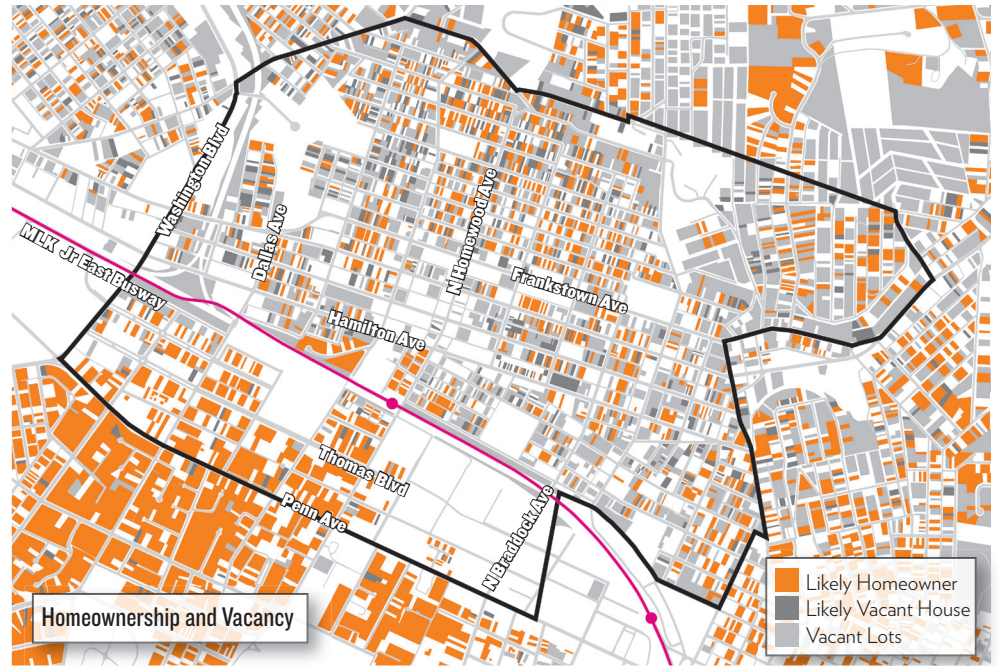 Washington Blvd
Dallas Ave
N Homewood Ave
MLK Jr East Busway
Frankstown Ave
Hamilton Ave
Thomas Blvd
Penn Ave
N Braddock Ave
Homeownership and Vacancy
Likely Homeowner
Likely Vacant House
Vacant Lots